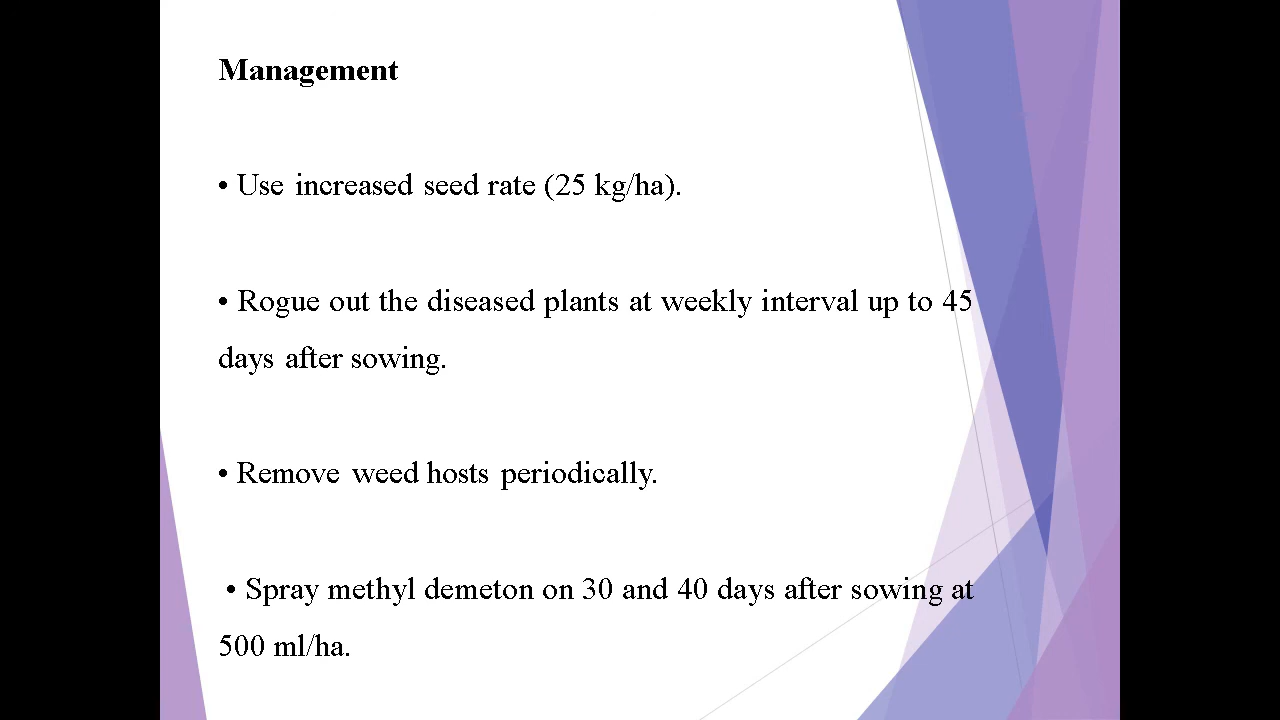 Management
• Use increased seed rate (25 kg/ha).
• Rogue out the diseased plants at weekly interval up to 45
days after sowing.
• Remove weed hosts periodically.
• Spray methyl demeton on 30 and 40 days after sowing at
500 ml/ha.